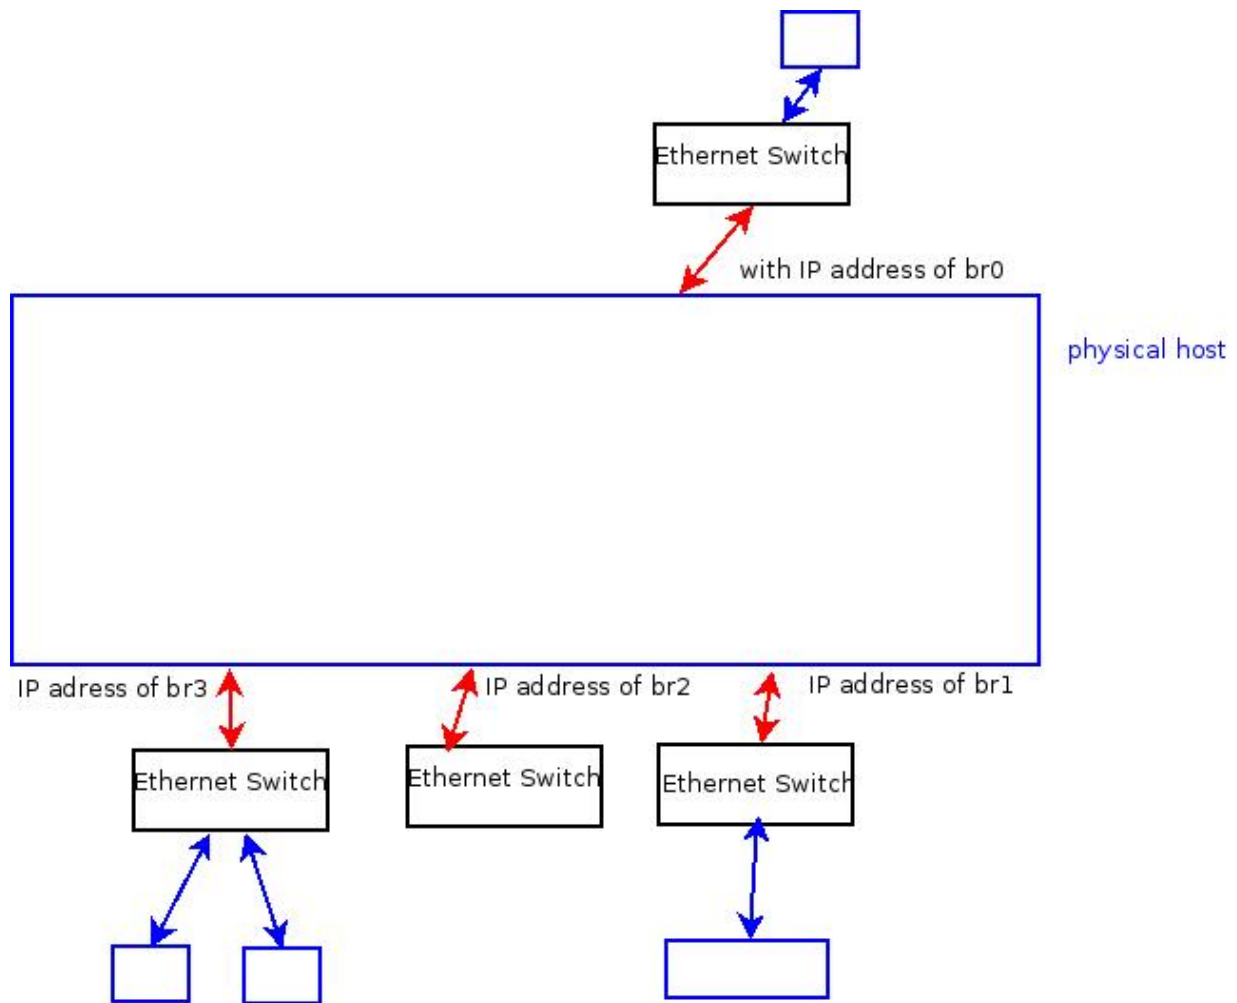 Ethernet Switch
with IP address of br0
physical host
IP adress of br3
IP address of br2
IP address of br1
Ethernet Switch
Ethernet Switch
Ethernet Switch